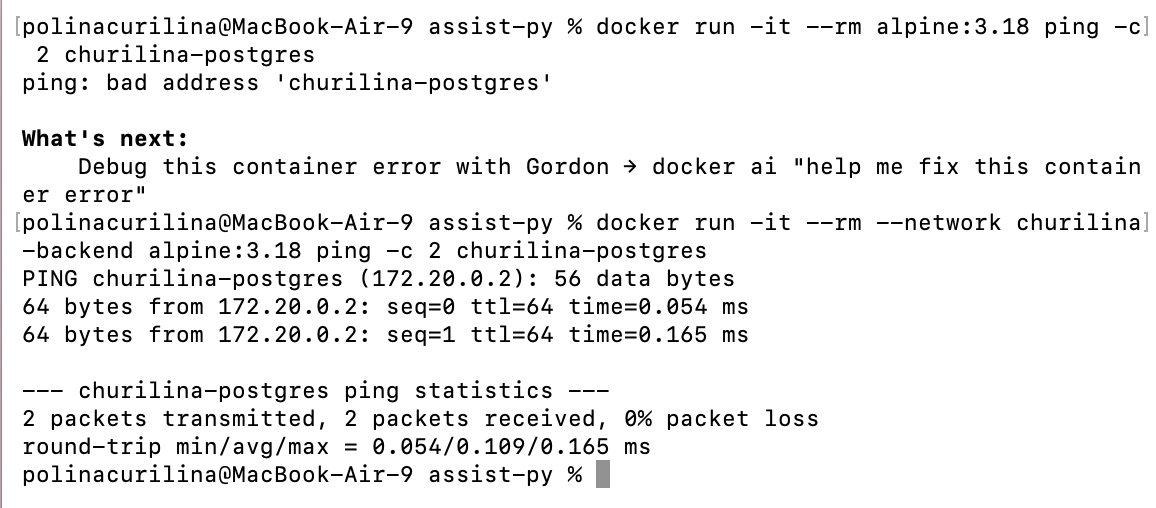 [polinacurilina@MacBook-Air-9 assist-py % docker run -it --rm alpine:3.18 ping -c]
 2 churilina-postgres
ping: bad address 'churilina-postgres'

What's next:
    Debug this container error with Gordon → docker ai "help me fix this contain
er error"
[polinacurilina@MacBook-Air-9 assist-py % docker run -it --rm --network churilina]
-backend alpine:3.18 ping -c 2 churilina-postgres
PING churilina-postgres (172.20.0.2): 56 data bytes
64 bytes from 172.20.0.2: seq=0 ttl=64 time=0.054 ms
64 bytes from 172.20.0.2: seq=1 ttl=64 time=0.165 ms

--- churilina-postgres ping statistics ---
2 packets transmitted, 2 packets received, 0% packet loss
round-trip min/avg/max = 0.054/0.109/0.165 ms
polinacurilina@MacBook-Air-9 assist-py %